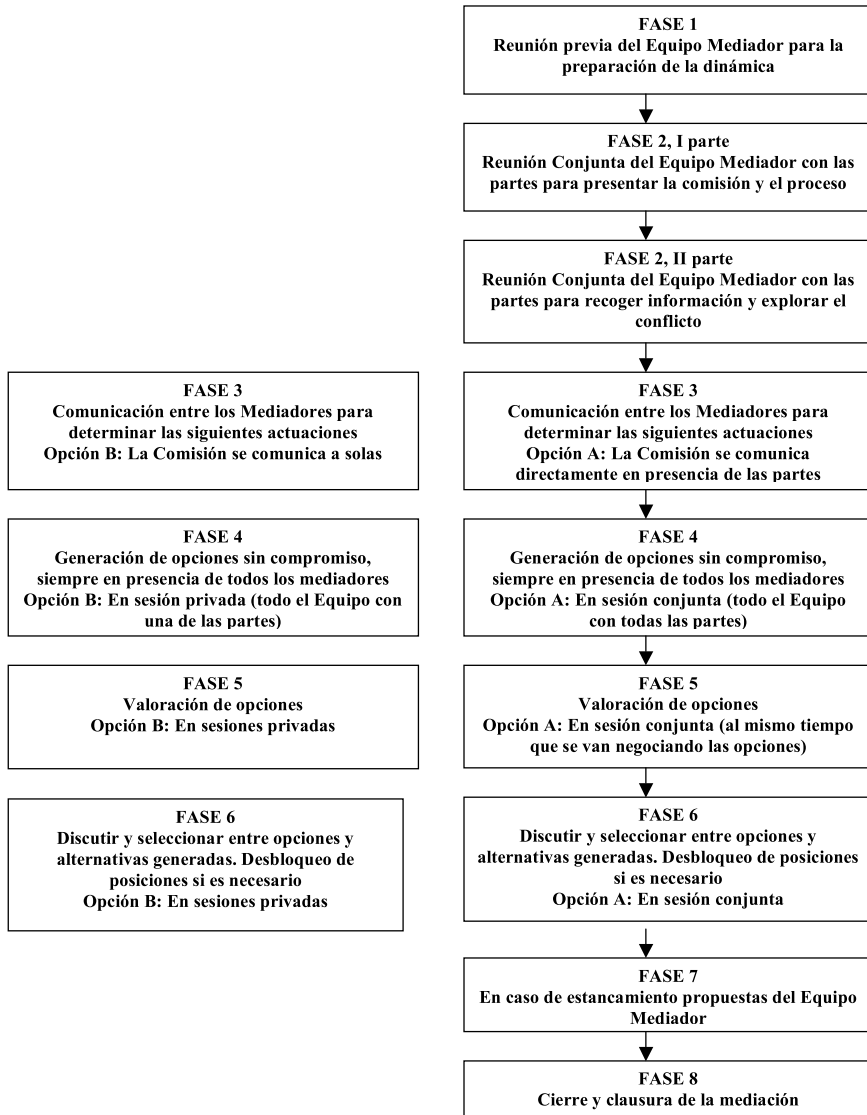 FASE 1
Reunión previa del Equipo Mediador para la
preparación de la dinámica
FASE 2, I parte
Reunión Conjunta del Equipo Mediador con las
partes para presentar la comisión y el proceso
FASE 2, II parte
Reunión Conjunta del Equipo Mediador con las
partes para recoger información y explorar el
conflicto
FASE 3
Comunicación entre los Mediadores para
determinar las siguientes actuaciones
Opción B: La Comisión se comunica a solas
FASE 3
Comunicación entre los Mediadores para
determinar las siguientes actuaciones
Opción A: La Comisión se comunica
directamente en presencia de las partes
FASE 4
Generación de opciones sin compromiso,
siempre en presencia de todos los mediadores
Opción B: En sesión privada (todo el Equipo con
una de las partes)
FASE 4
Generación de opciones sin compromiso,
siempre en presencia de todos los mediadores
Opción A: En sesión conjunta (todo el Equipo
con todas las partes)
FASE 5
Valoración de opciones
Opción B: En sesiones privadas
FASE 5
Valoración de opciones
Opción A: En sesión conjunta (al mismo tiempo
que se van negociando las opciones)
FASE 6
Discutir y seleccionar entre opciones y
alternativas generadas. Desbloqueo de
posiciones si es necesario
Opción B: En sesiones privadas
FASE 6
Discutir y seleccionar entre opciones y
alternativas generadas. Desbloqueo de posiciones
si es necesario
Opción A: En sesión conjunta
FASE 7
En caso de estancamiento propuestas del Equipo
Mediador
FASE 8
Cierre y clausura de la mediación